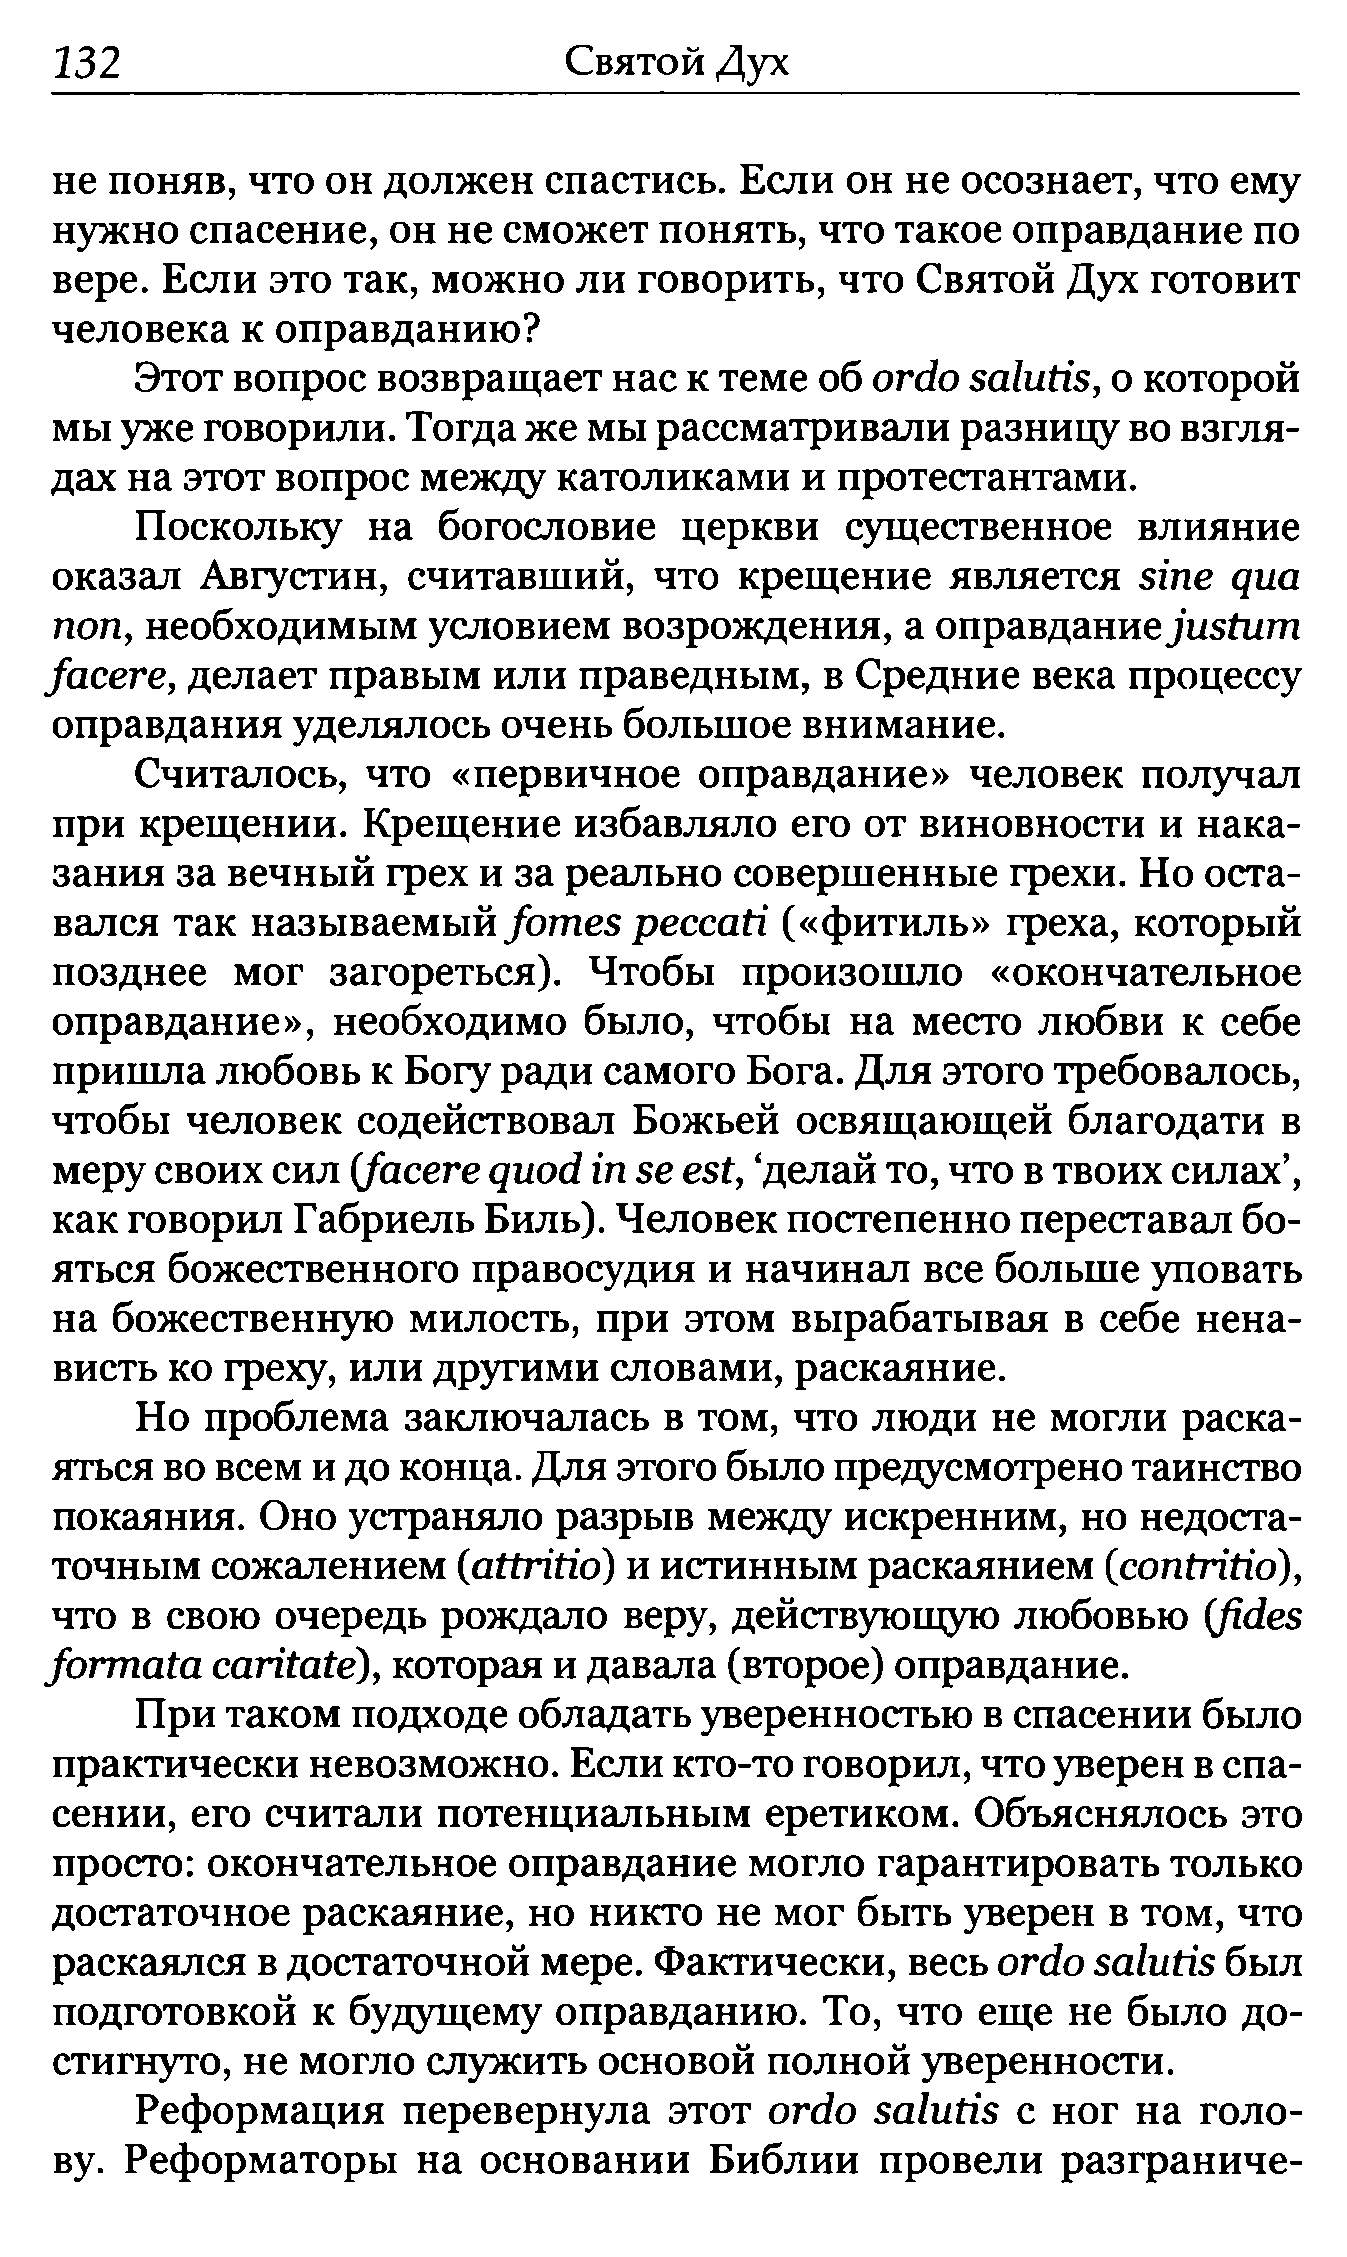 132 Святой Дух
не поняв, что он должен спастись. Если он не осознает, что ему
нужно спасение, он не сможет понять, что такое оправдание по
вере. Если это так, можно ли говорить, что Святой Дух готовит
человека к оправданию?
Этот вопрос возвращает нас к теме об ordo salutis, о которой
мы уже говорили. Тогда же мы рассматривали разницу во взгля-
дах на этот вопрос между католиками и протестантами.
Поскольку на богословие церкви существенное влияние
оказал Августин, считавший, что крещение является sine qua
non, необходимым условием возрождения, а оправдание justum
facere, делает правым или праведным, в Средние века процессу
оправдания уделялось очень большое внимание.
Считалось, что «первичное оправдание» человек получал
при крещении. Крещение избавляло его от виновности и нака-
зания за вечный грех и за реально совершенные грехи. Но оста-
вался так называемый fomes peccati («фитиль» греха, который
позднее мог загореться). Чтобы произошло «окончательное
оправдание», необходимо было, чтобы на место любви к себе
пришла любовь к Богу ради самого Бога. Для этого требовалось,
чтобы человек содействовал Божьей освящающей благодати в
меру своих сил (facere quod in se est, ‘делай то, что в твоих силах’,
как говорил Габриель Биль). Человек постепенно переставал бо-
яться божественного правосудия и начинал все больше уповать
на божественную милость, при этом вырабатывая в себе нена-
висть ко греху, или другими словами, раскаяние.
Но проблема заключалась в том, что люди не могли раска-
яться во всем и до конца. Для этого было предусмотрено таинство
покаяния. Оно устраняло разрыв между искренним, но недоста-
точным сожалением (attritio) и истинным раскаянием (contritio),
что в свою очередь рождало веру, действующую любовью (fides
formata caritate), которая и давала (второе) оправдание.
При таком подходе обладать уверенностью в спасении было
практически невозможно. Если кто-то говорил, что уверен в спа-
сении, его считали потенциальным еретиком. Объяснялось это
просто: окончательное оправдание могло гарантировать только
достаточное раскаяние, но никто не мог быть уверен в том, что
раскаялся в достаточной мере. Фактически, весь ordo salutis был
подготовкой к будущему оправданию. То, что еще не было до-
стигнуто, не могло служить основой полной уверенности.
Реформация перевернула этот ordo salutis с ног на голо-
ву. Реформаторы на основании Библии провели разграниче-